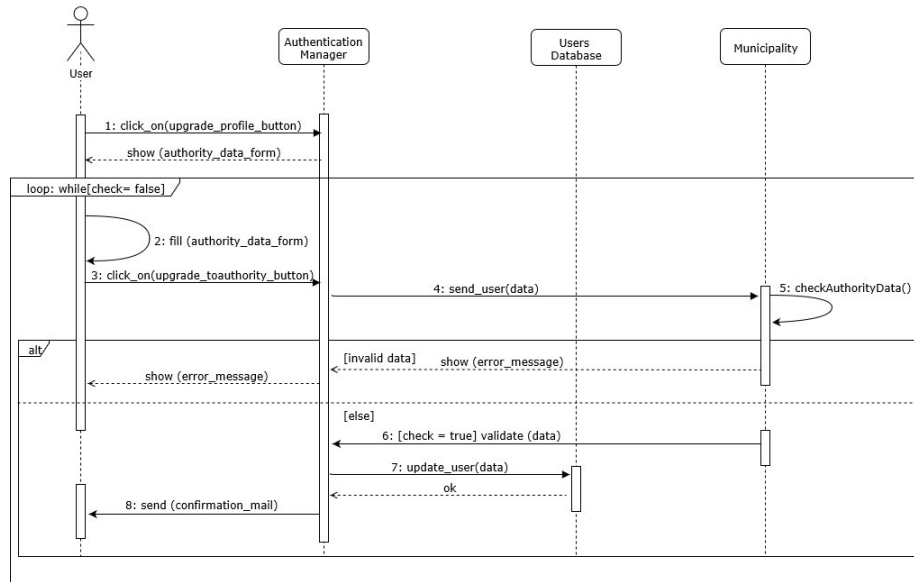 Authentication
Manager
Users
Database
Municipality
User
1: click_on(upgrade_profile_button)
show (authority_data_form)
loop: while[check= false]
2: fill (authority_data_form)
3: click_on(upgrade_toauthority_button)
4: send_user(data)
5: checkAuthorityData()
alt
[invalid data]
show (error_message)
show (error_message)
[else]
6: [check = true] validate (data)
7: update_user(data)
ok
8: send (confirmation_mail)